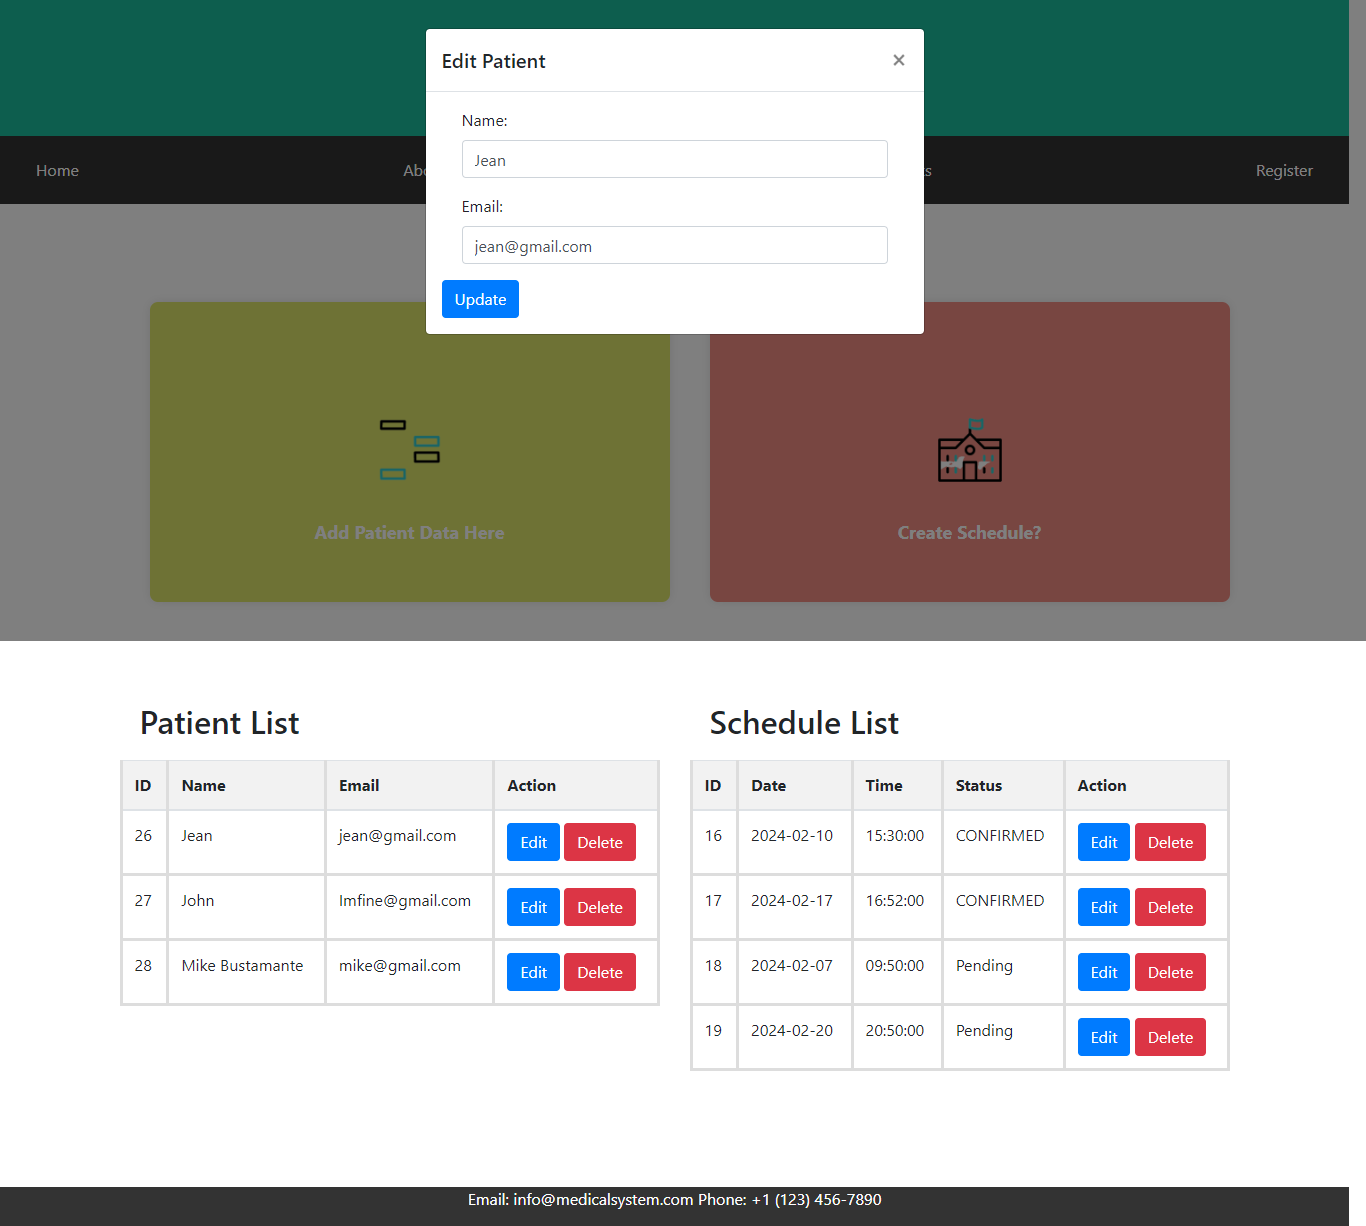 Edit Patient ×
Name:
Jean
Email:
jean@gmail.com
Update
Home Register
Add Patient Data Here
Create Schedule?
Patient List
ID Name Email Action
26 Jean jean@gmail.com Edit Delete
27 John Imfine@gmail.com Edit Delete
28 Mike Bustamante mike@gmail.com Edit Delete
Schedule List
ID Date Time Status Action
16 2024-02-10 15:30:00 CONFIRMED Edit Delete
17 2024-02-17 16:52:00 CONFIRMED Edit Delete
18 2024-02-07 09:50:00 Pending Edit Delete
19 2024-02-20 20:50:00 Pending Edit Delete
Email: info@medicalsystem.com Phone: +1 (123) 456-7890